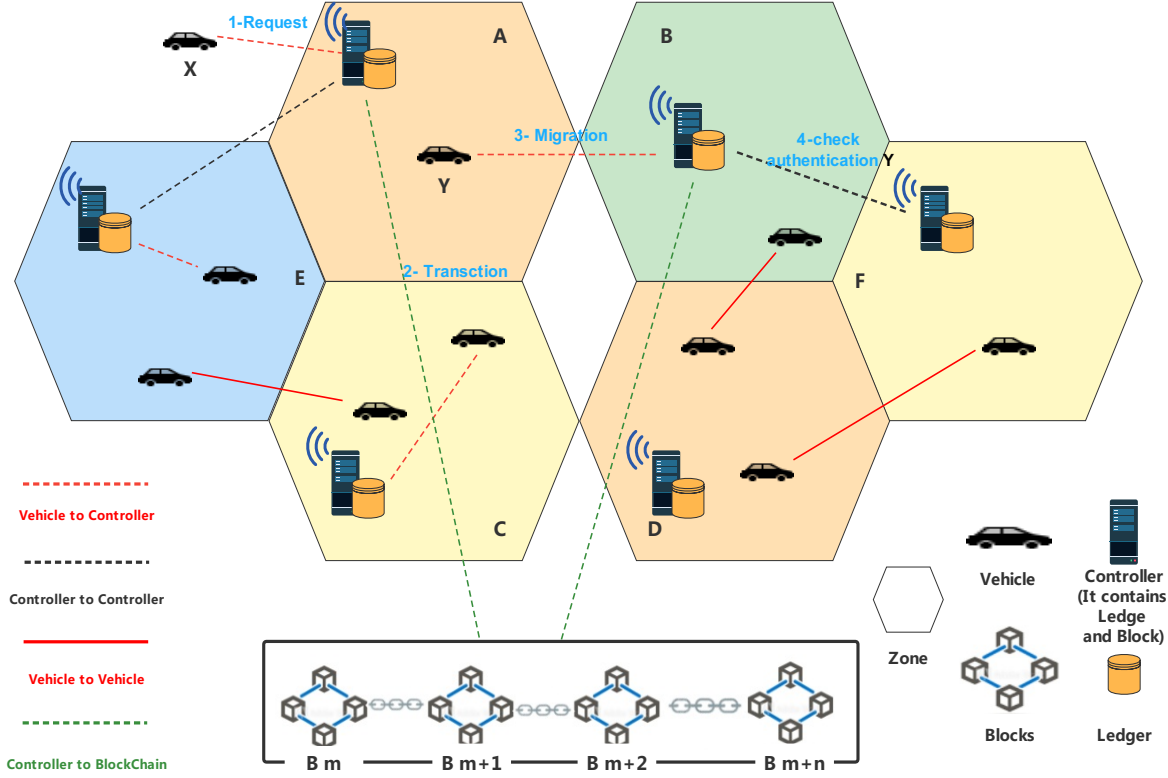 1-Request
X
A
B
Y
3- Migration
4-check
authentication Y
E
2- Transction
F
C
D
Vehicle to Controller
Controller to Controller
Vehicle to Vehicle
Controller to BlockChain
Vehicle
Controller
(It contains
Ledge
and Block)
Zone
Blocks
Ledger
B m
B m+1
B m+2
B m+n